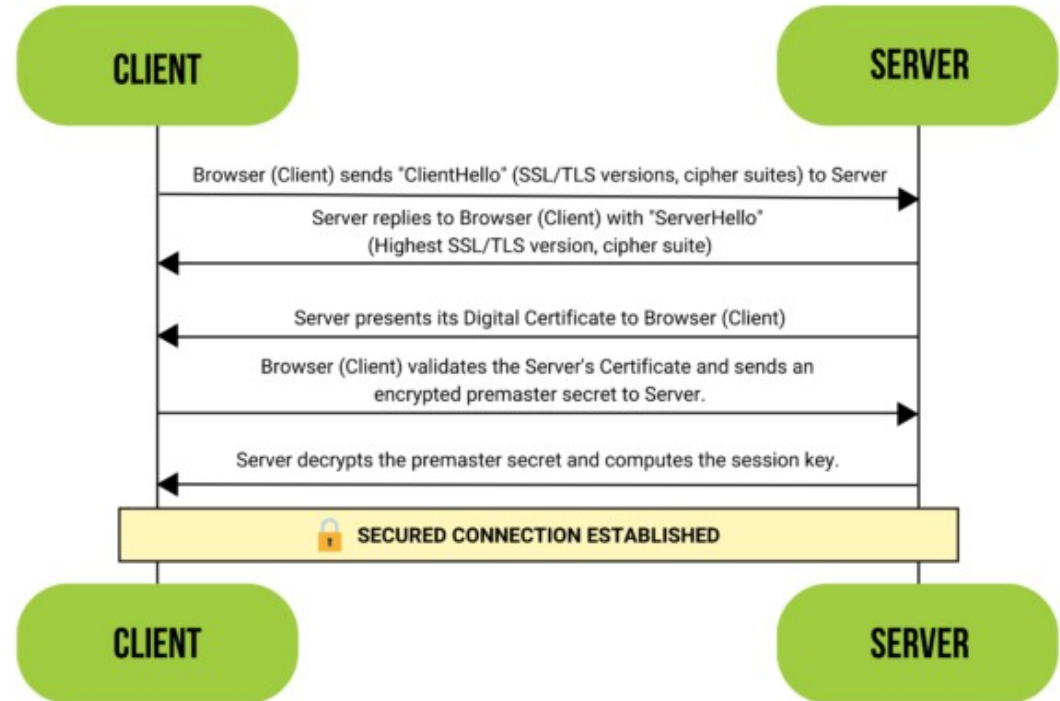 CLIENT
SERVER
Browser (Client) sends "ClientHello" (SSL/TLS versions, cipher suites) to Server
Server replies to Browser (Client) with "ServerHello"
(Highest SSL/TLS version, cipher suite)
Server presents its Digital Certificate to Browser (Client)
Browser (Client) validates the Server's Certificate and sends an
encrypted premaster secret to Server.
Server decrypts the premaster secret and computes the session key.
SECURED CONNECTION ESTABLISHED
CLIENT
SERVER